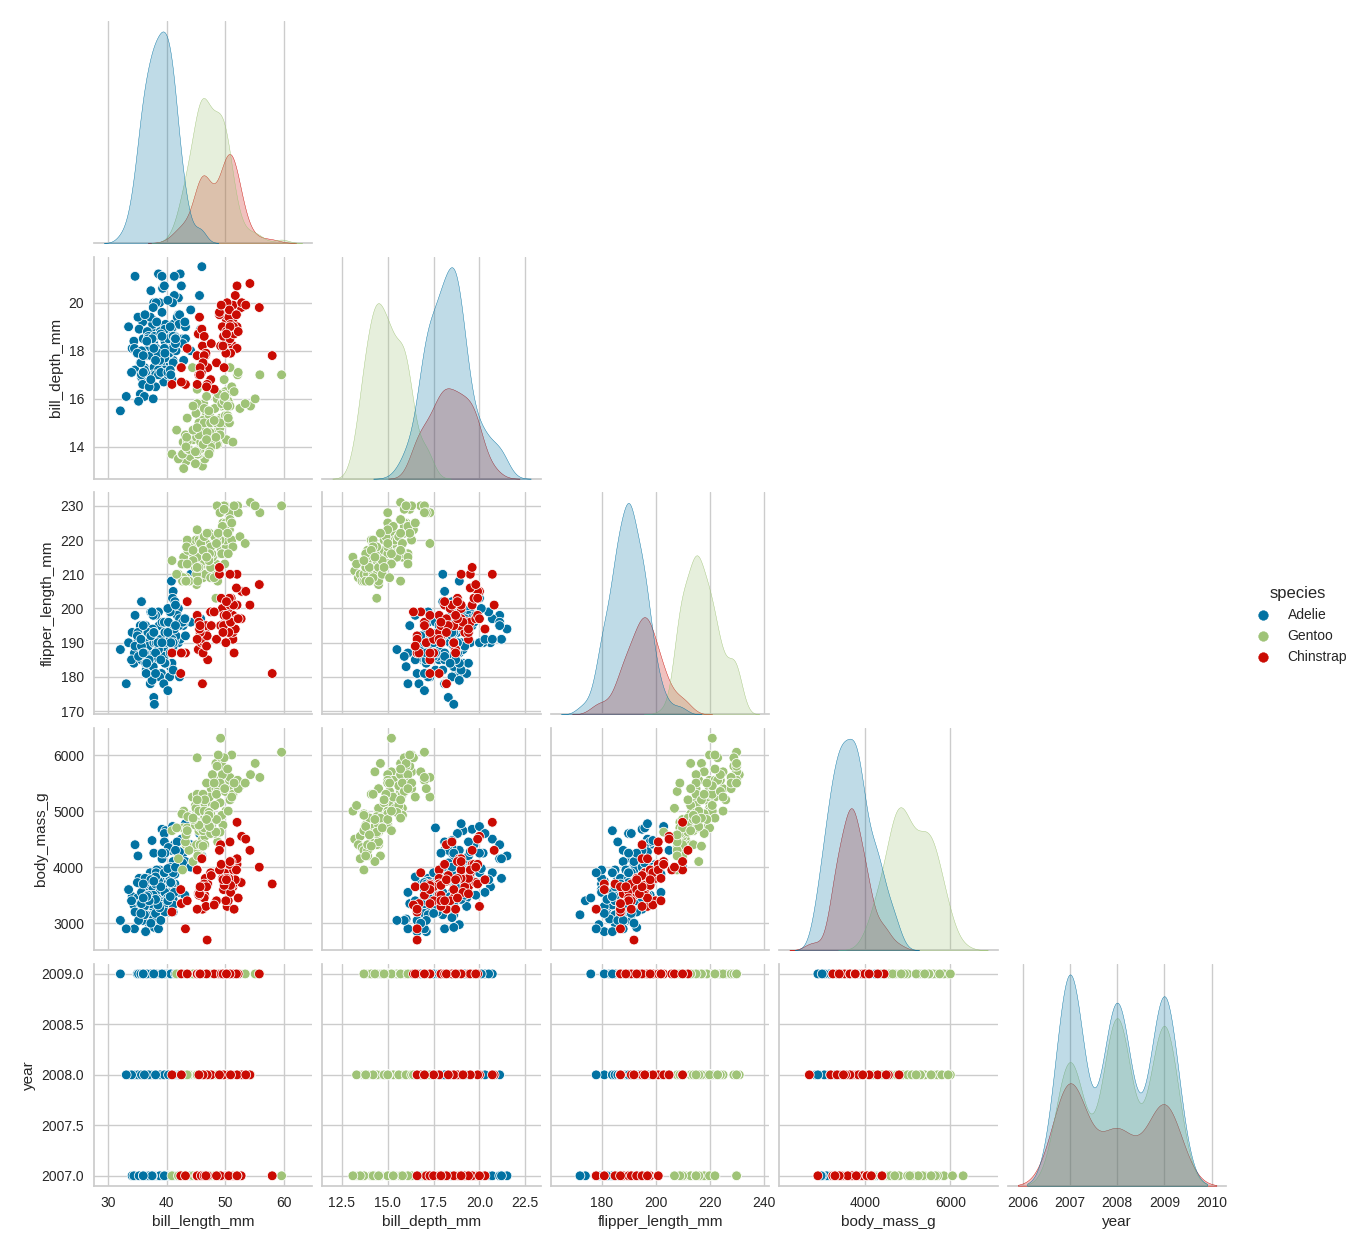 20
18
16
14
bill_depth_mm
230
220
210
200
190
180
170
flipper_length_mm
species
Adelie
Gentoo
Chinstrap
6000
5000
4000
3000
body_mass_g
2009.0
2008.5
2008.0
2007.5
2007.0
year
30 40 50 60
bill_length_mm
12.5 15.0 17.5 20.0 22.5
bill_depth_mm
180 200 220 240
flipper_length_mm
4000 6000
body_mass_g
2006 2007 2008 2009 2010
year